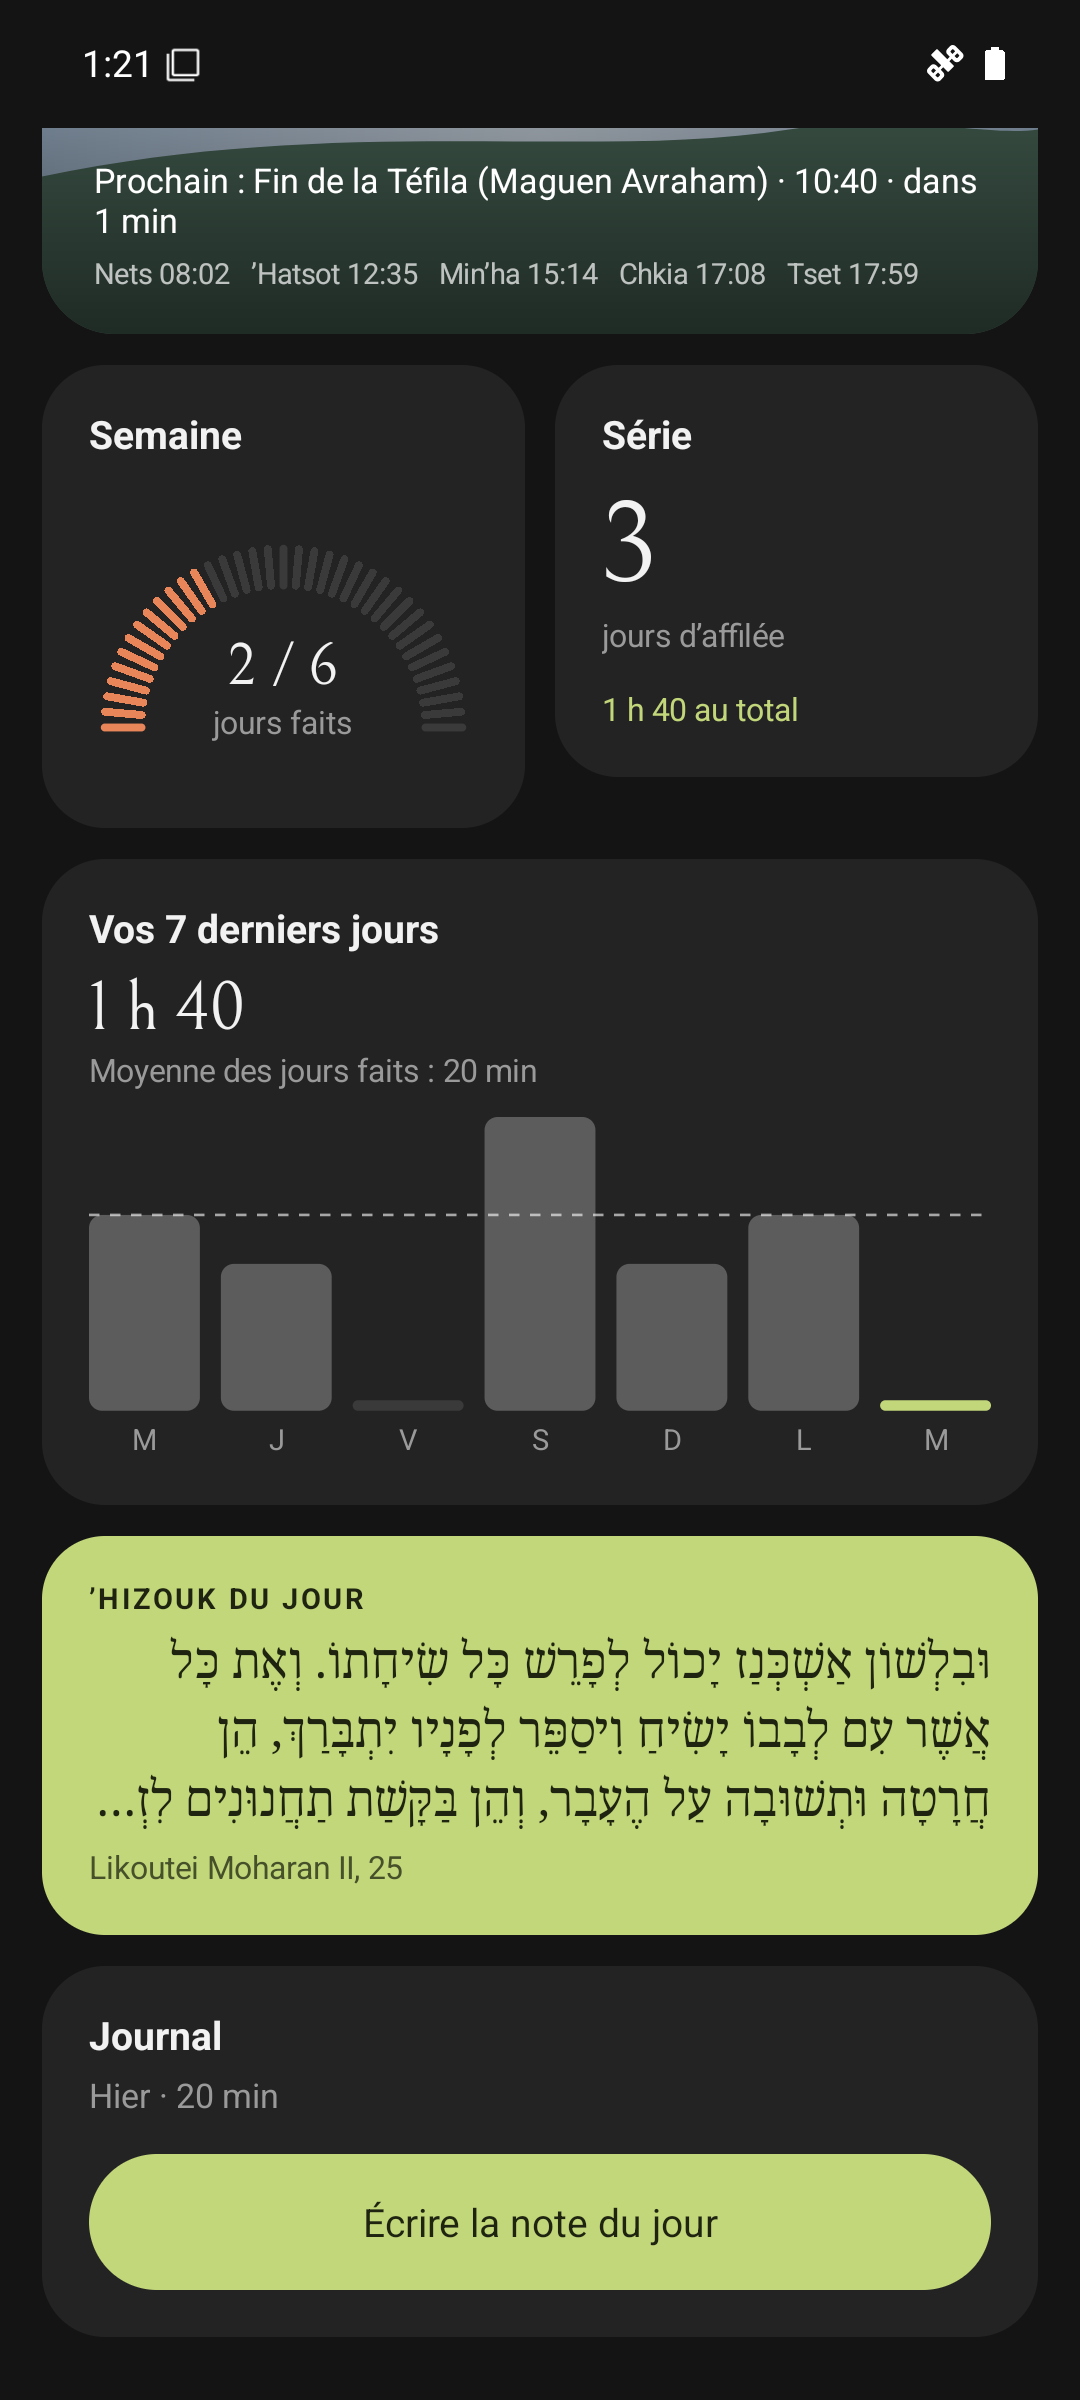 1:21
Prochain : Fin de la Téfila (Maguen Avraham) · 10:40 · dans
1 min
Nets 08:02 ’Hatsot 12:35 Min’ha 15:14 Chkia 17:08 Tset 17:59
Semaine
2 / 6
jours faits
Série
3
jours d’affilée
1 h 40 au total
Vos 7 derniers jours
1 h 40
Moyenne des jours faits : 20 min
M J V S D L M
’HIZOUK DU JOUR
וּבִלְשׁוֹן אַשְׁכְּנַז יָכוֹל לְפָרֵשׁ כָּל שִׂיחָתוֹ. וְאֶת כָּל
אֲשֶׁר עִם לְבָבוֹ יָשִׂיחַ וִיסַפֵּר לְפָנָיו יִתְבָּרַךְ, הֵן
חֲרָטָה וּתְשׁוּבָה עַל הֶעָבָר, וְהֵן בַּקָּשַׁת תַּחֲנוּנִים לִזְ...
Likoutei Moharan II, 25
Journal
Hier · 20 min
Écrire la note du jour